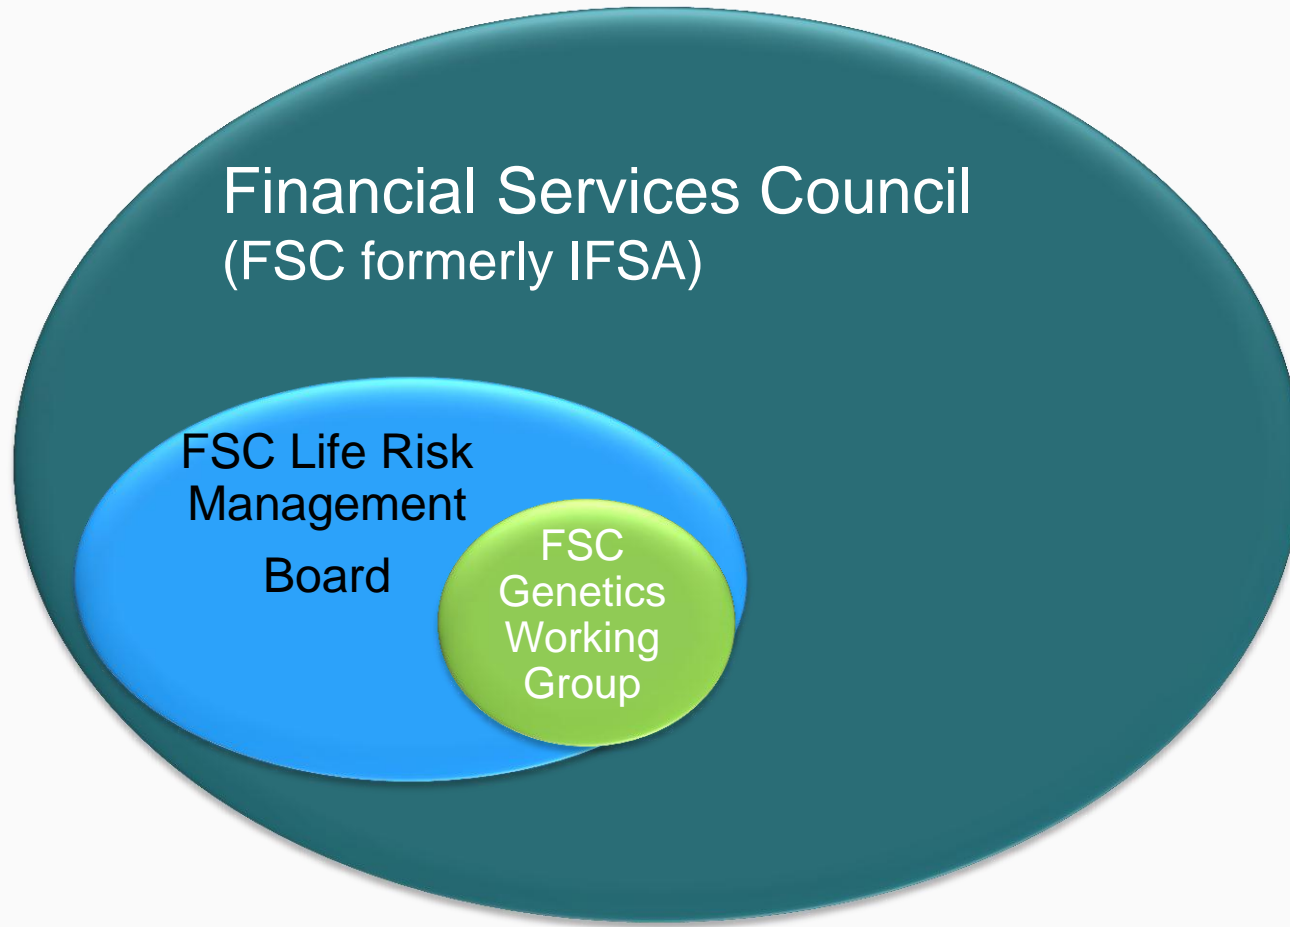 Financial Services Council
(FSC formerly IFSA)
FSC Life Risk
Management
Board
FSC
Genetics
Working
Group